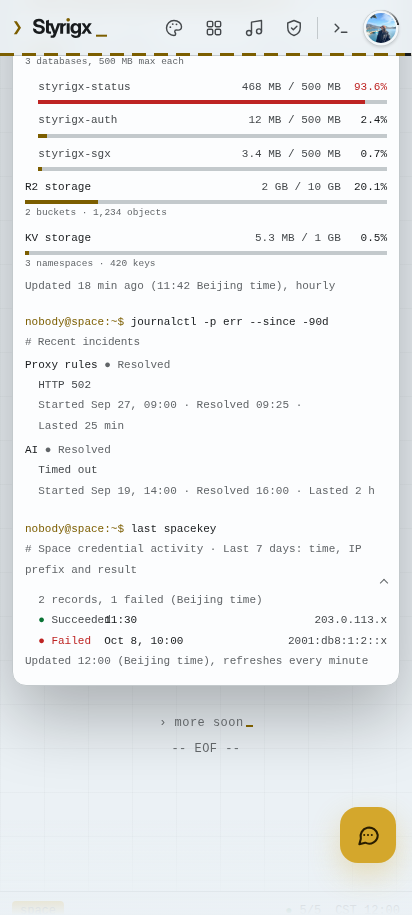 ❯ Styrigx_
3 databases, 500 MB max each
styrigx-status 468 MB / 500 MB 93.6%
styrigx-auth 12 MB / 500 MB 2.4%
styrigx-sgx 3.4 MB / 500 MB 0.7%
R2 storage 2 GB / 10 GB 20.1%
2 buckets · 1,234 objects
KV storage 5.3 MB / 1 GB 0.5%
3 namespaces · 420 keys
Updated 18 min ago (11:42 Beijing time), hourly
nobody@space:~$ journalctl -p err --since -90d
# Recent incidents
Proxy rules ● Resolved
HTTP 502
Started Sep 27, 09:00 · Resolved 09:25 ·
Lasted 25 min
AI ● Resolved
Timed out
Started Sep 19, 14:00 · Resolved 16:00 · Lasted 2 h
nobody@space:~$ last spacekey
# Space credential activity · Last 7 days: time, IP
prefix and result
2 records, 1 failed (Beijing time)
● Succeeded 11:30 203.0.113.x
● Failed Oct 8, 10:00 2001:db8:1:2::x
Updated 12:00 (Beijing time), refreshes every minute
› more soon_
-- EOF --